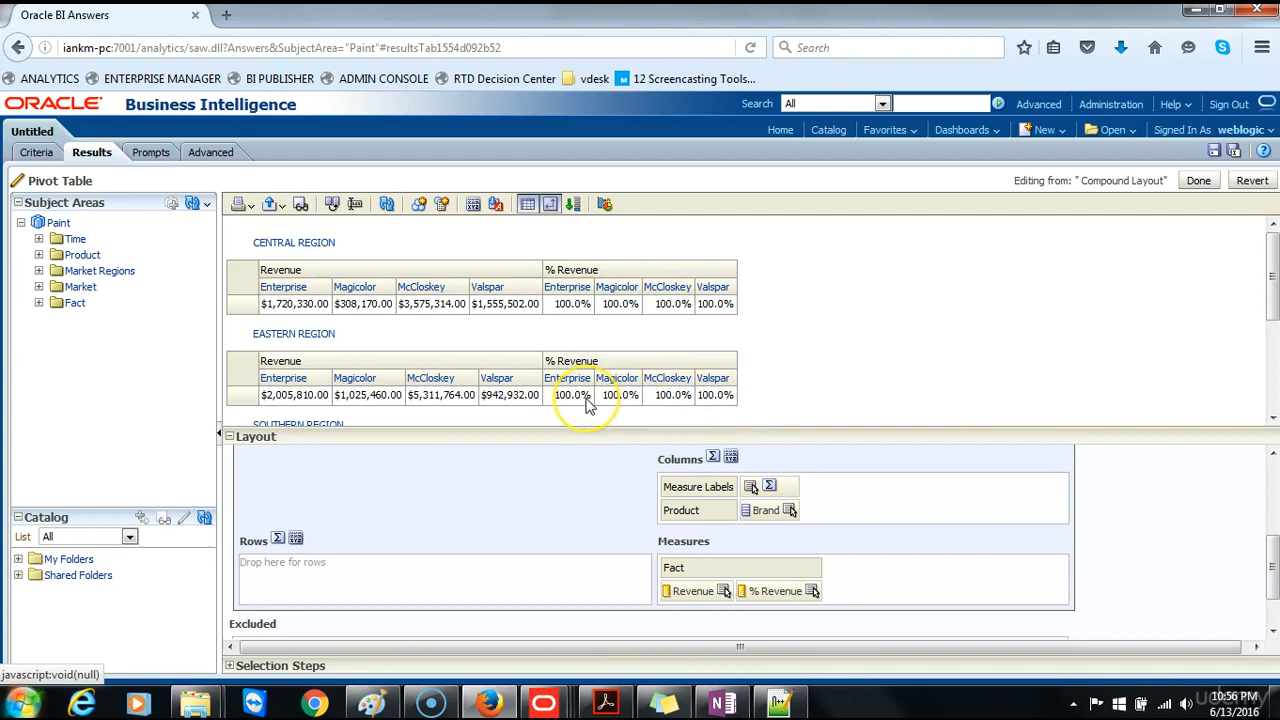 Oracle BI Answers
iankm-pc:7001/analytics/saw.dll?Answers&SubjectArea="Paint"#resultsTab1554d092b52
Search
ANALYTICS ENTERPRISE MANAGER BI PUBLISHER ADMIN CONSOLE RTD Decision Center vdesk 12 Screencasting Tools...
ORACLE Business Intelligence
Search All Advanced Administration Help Sign Out
Untitled
Home Catalog Favorites Dashboards New Open Signed In As weblogic
Criteria Results Prompts Advanced
Pivot Table
Editing from: " Compound Layout" Done Revert
Subject Areas
Paint
Time
Product
Market Regions
Market
Fact
CENTRAL REGION
Revenue % Revenue
Enterprise Magicolor McCloskey Valspar Enterprise Magicolor McCloskey Valspar
$1,720,330.00 $308,170.00 $3,575,314.00 $1,555,502.00 100.0% 100.0% 100.0% 100.0%
EASTERN REGION
Revenue % Revenue
Enterprise Magicolor McCloskey Valspar Enterprise Magicolor McCloskey Valspar
$2,005,810.00 $1,025,460.00 $5,311,764.00 $942,932.00 100.0% 100.0% 100.0% 100.0%
SOUTHERN REGION
Layout
Columns
Measure Labels
Product Brand
Rows
Drop here for rows
Measures
Fact
Revenue % Revenue
Excluded
Selection Steps
Catalog
List All
My Folders
Shared Folders
javascript:void(null)
10:56 PM
6/13/2016
udemy